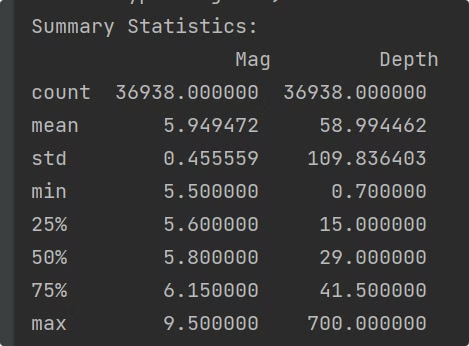 Summary Statistics:
Mag Depth
count 36938.000000 36938.000000
mean 5.949472 58.994462
std 0.455559 109.836403
min 5.500000 0.700000
25% 5.600000 15.000000
50% 5.800000 29.000000
75% 6.150000 41.500000
max 9.500000 700.000000